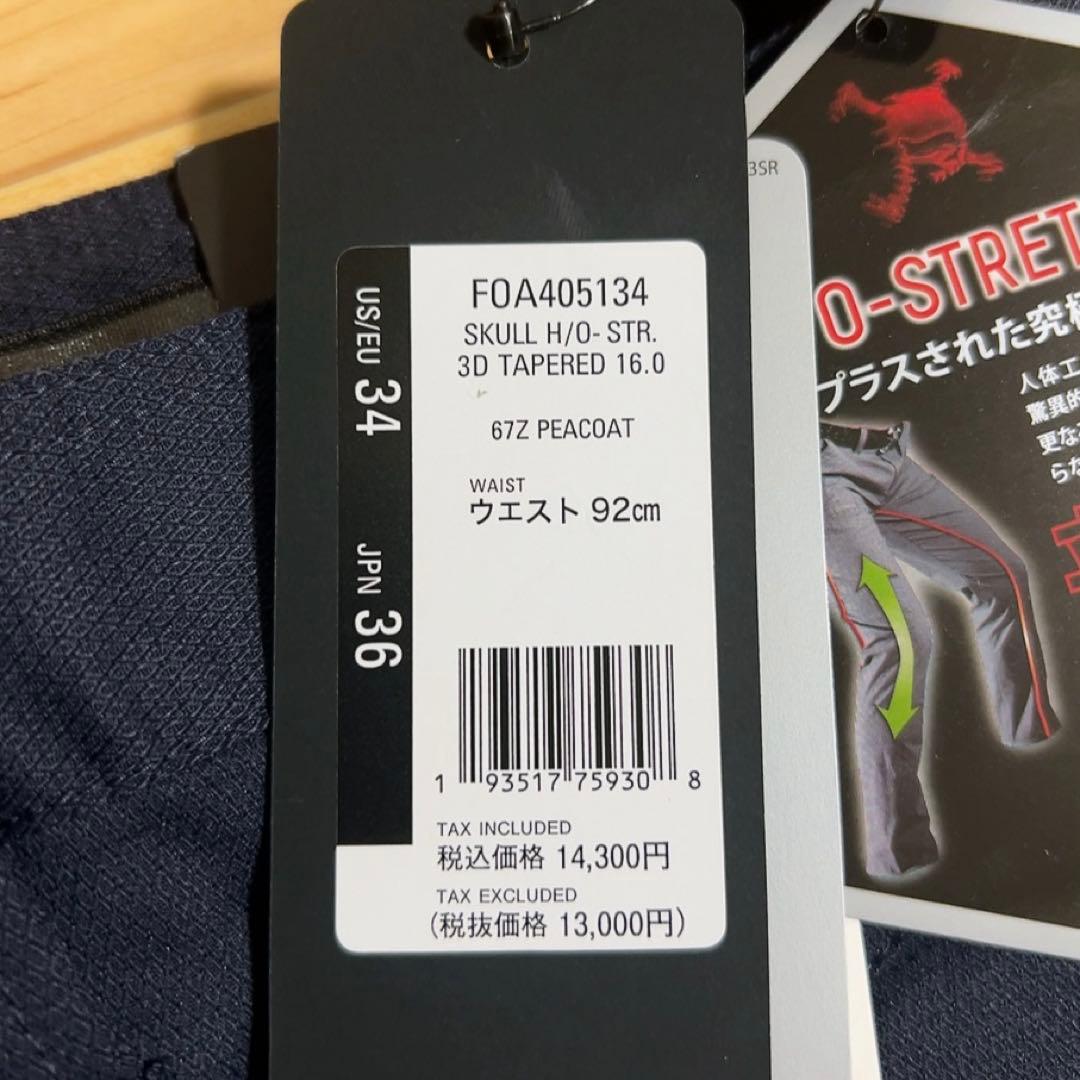 US/EU 34
JPN 36
FOA405134
SKULL H/O- STR.
3D TAPERED 16.0
67Z PEACOAT
WAIST
ウエスト 92cm
1 93517 75930 8
TAX INCLUDED
税込価格 14,300円
TAX EXCLUDED
(税抜価格 13,000円)
3SR
O-STRET
プラスされた究極
人体工
驚異的
更な
らな